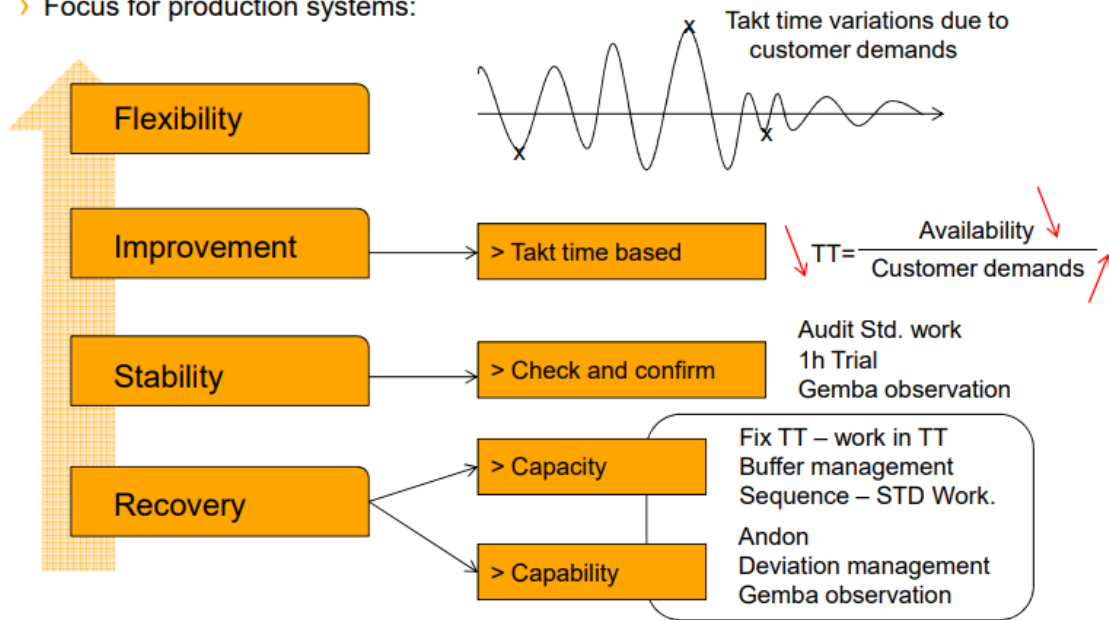 › Focus for production systems:
Takt time variations due to
customer demands
x
x
x
Flexibility
Improvement
> Takt time based
TT=
Availability
Customer demands
Stability
> Check and confirm
Audit Std. work
1h Trial
Gemba observation
Recovery
> Capacity
Fix TT – work in TT
Buffer management
Sequence – STD Work.
> Capability
Andon
Deviation management
Gemba observation